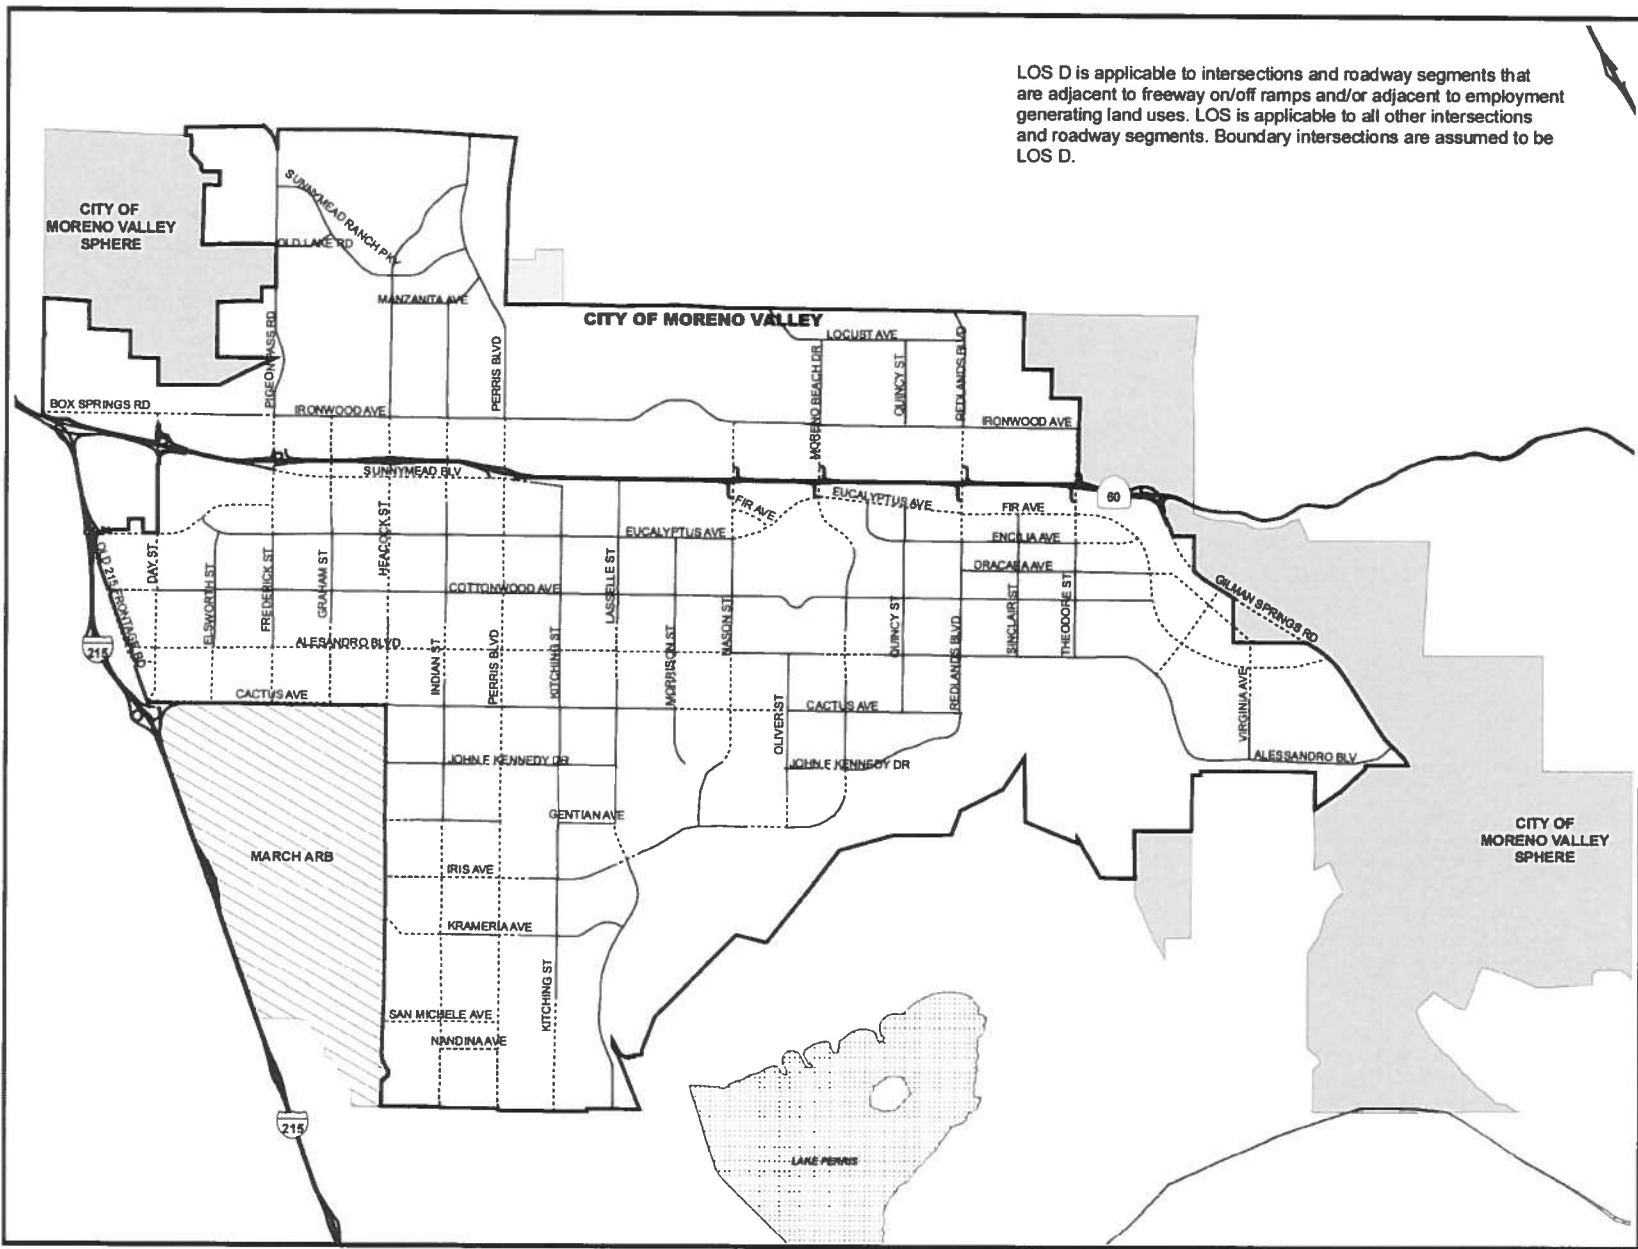 LOS D is applicable to intersections and roadway segments that
are adjacent to freeway on/off ramps and/or adjacent to employment
generating land uses. LOS is applicable to all other intersections
and roadway segments. Boundary intersections are assumed to be
LOS D.
CITY OF
MORENO VALLEY
SPHERE
SUNNYMEAD RANCH PKY
OLD LAKE RD
MANZANITA AVE
CITY OF MORENO VALLEY
LOCUST AVE
PIGEON PASS RD
PERRIS BLVD
MORENO BEACH DR
QUINCY ST
REDLANDS BLVD
BOX SPRINGS RD
IRONWOOD AVE
IRONWOOD AVE
SUNNYMEAD BLV
60
FIR AVE
EUCALYPTUS AVE
FIR AVE
EUCALYPTUS AVE
ENCILIA AVE
OLD 215 FRONTAGE RD
DAY ST
ELSWORTH ST
FREDERICK ST
GRAHAM ST
HEACOCK ST
COTTONWOOD AVE
LASSELLE ST
DRACAEA AVE
GILMAN SPRINGS RD
215
ALESANDRO BLVD
INDIAN ST
PERRIS BLVD
KITCHING ST
MORRISON ST
NASON ST
QUINCY ST
REDLANDS BLVD
SINCLAIR ST
THEODORE ST
CACTUS AVE
OLIVER ST
CACTUS AVE
VIRGINIA AVE
JOHN F KENNEDY DR
JOHN F KENNEDY DR
ALESSANDRO BLV
GENTIAN AVE
CITY OF
MORENO VALLEY
SPHERE
MARCH ARB
IRIS AVE
KRAMERIA AVE
KITCHING ST
SAN MICHELE AVE
NANDINA AVE
215
LAKE PERRIS